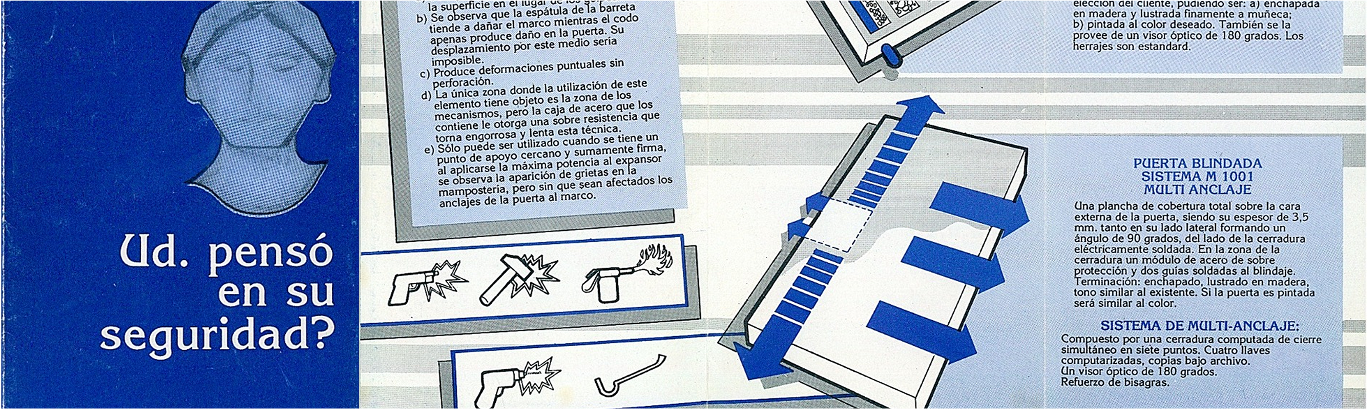 Ud. pensó
en su
seguridad?
la superficie en el lugar de los
b) Se observa que la espátula de la barreta
tiende a dañar el marco mientras el codo
apenas produce daño en la puerta. Su
desplazamiento por este medio sería
imposible.
c) Produce deformaciones puntuales sin
perforación.
d) La única zona donde la utilización de este
elemento tiene objeto es la zona de los
mecanismos, pero la caja de acero que los
contiene le otorga una sobre resistencia que
torna engorrosa y lenta esta técnica.
e) Sólo puede ser utilizado cuando se tiene un
punto de apoyo cercano y sumamente firma,
al aplicarse la máxima potencia al expansor
se observa la aparición de grietas en la
mampostería, pero sin que sean afectados los
anclajes de la puerta al marco.
elección del cliente, pudiendo ser: a) enchapada
en madera y lustrada finamente a muñeca;
b) pintada al color deseado. También se la
provee de un visor óptico de 180 grados. Los
herrajes son estandard.
PUERTA BLINDADA
SISTEMA M 1001
MULTI ANCLAJE
Una plancha de cobertura total sobre la cara
externa de la puerta, siendo su espesor de 3,5
mm. tanto en su lado lateral formando un
ángulo de 90 grados, del lado de la cerradura
eléctricamente soldada. En la zona de la
cerradura un módulo de acero de sobre
protección y dos guías soldadas al blindaje.
Terminación: enchapado, lustrado en madera,
tono similar al existente. Si la puerta es pintada
será similar al color.
SISTEMA DE MULTI-ANCLAJE:
Compuesto por una cerradura computada de cierre
simultáneo en siete puntos. Cuatro llaves
computarizadas, copias bajo archivo.
Un visor óptico de 180 grados.
Refuerzo de bisagras.